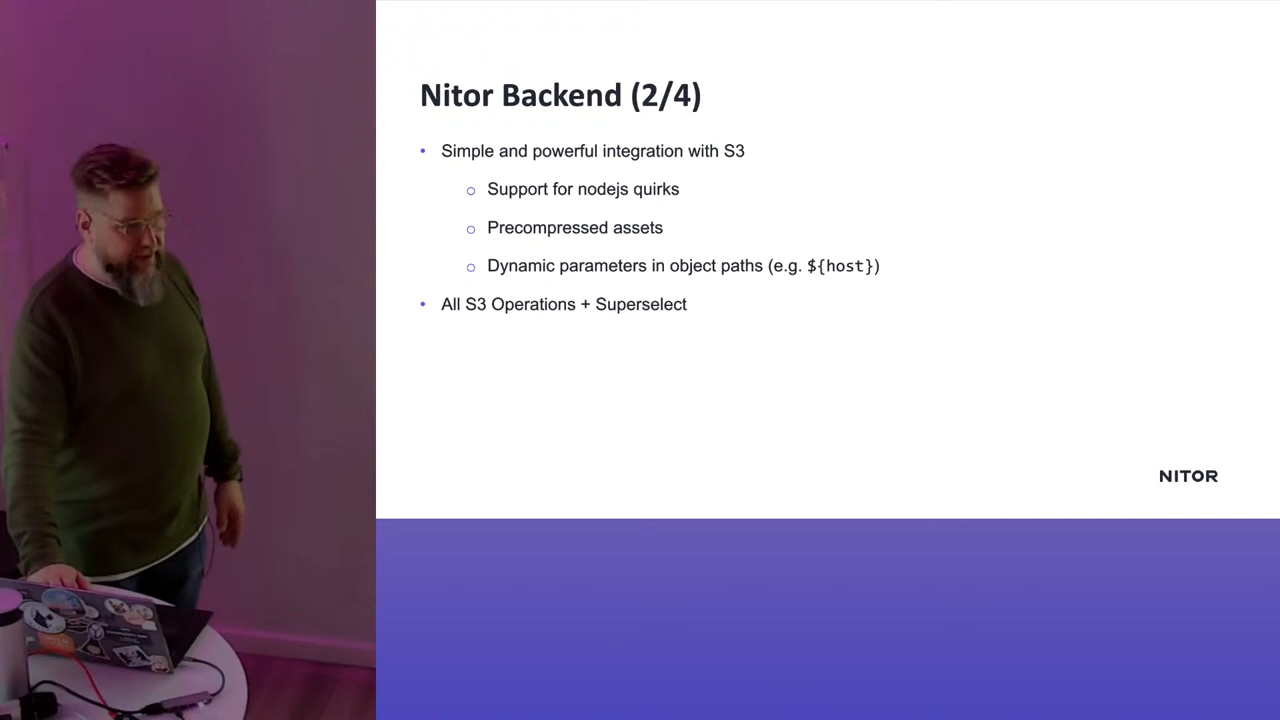 Nitor Backend (2/4)
• Simple and powerful integration with S3
o Support for nodejs quirks
o Precompressed assets
o Dynamic parameters in object paths (e.g. ${host})
• All S3 Operations + Superselect
NITOR